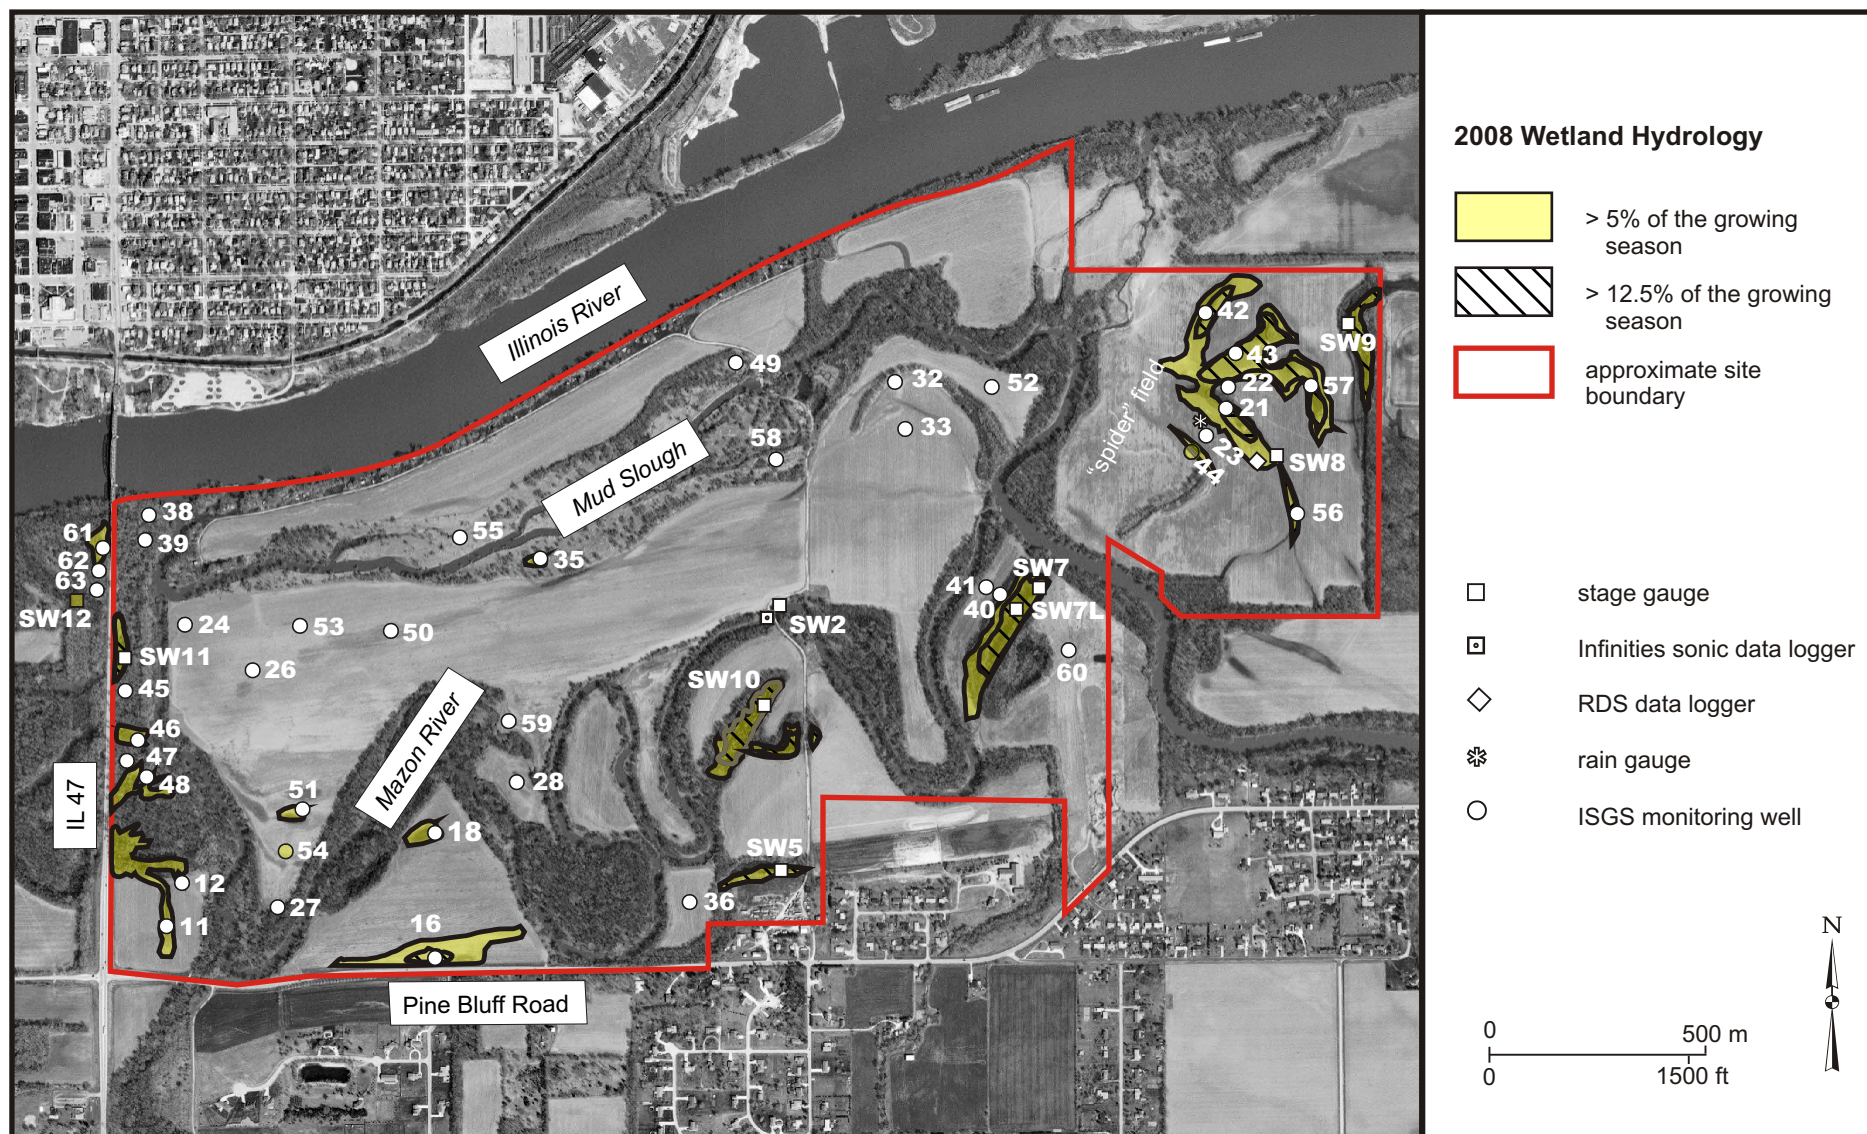 2008 Wetland Hydrology
> 5% of the growing
season
> 12.5% of the growing
season
approximate site
boundary
stage gauge
Infinities sonic data logger
RDS data logger
rain gauge
ISGS monitoring well
N
0
500 m
0
1500 ft
Illinois River
Mud Slough
Mazon River
IL 47
Pine Bluff Road
"spider" field
42
SW9
43
49
32
52
22
57
21
33
23
58
44
SW8
38
56
61
39
55
35
62
63
41
SW7
40
SW7L
SW12
24
53
50
SW2
SW11
26
60
45
SW10
59
46
47
48
28
51
18
54
SW5
12
27
36
11
16